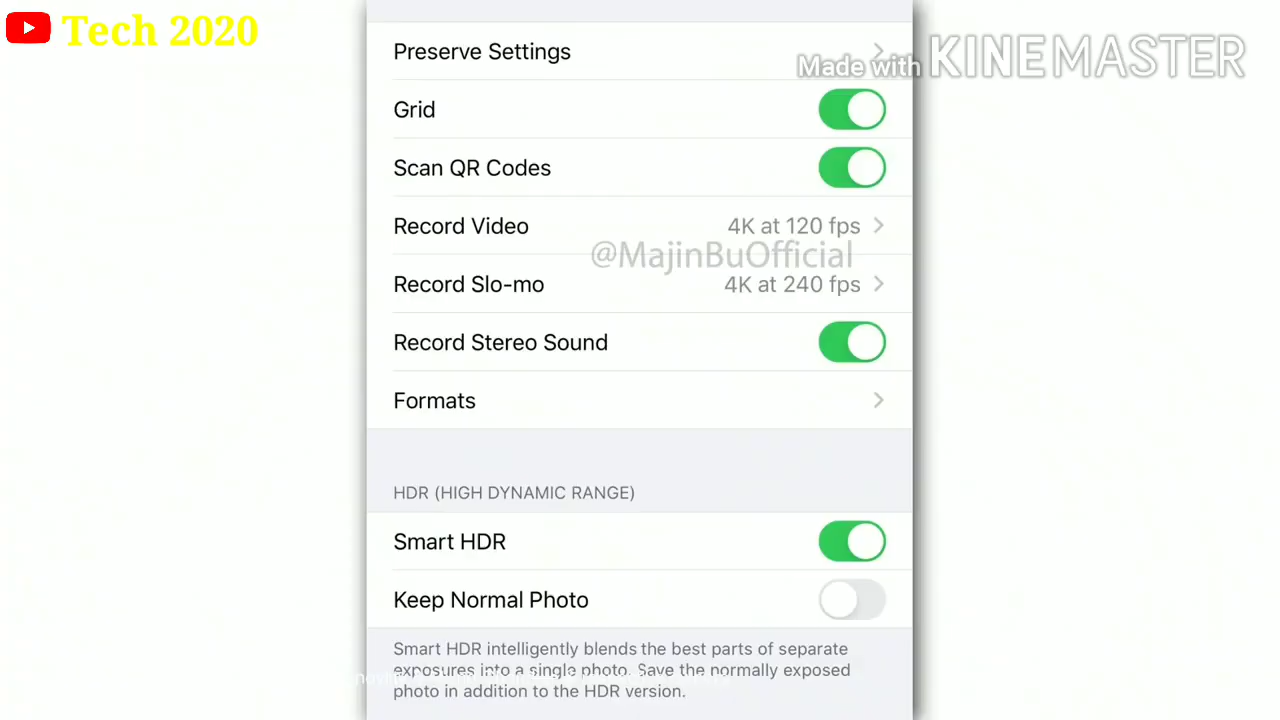 Tech 2020
Preserve Settings
Made with KINEMASTER
Grid
Scan QR Codes
Record Video 4K at 120 fps
@MajinBuOfficial
Record Slo-mo 4K at 240 fps
Record Stereo Sound
Formats
HDR (HIGH DYNAMIC RANGE)
Smart HDR
Keep Normal Photo
Smart HDR intelligently blends the best parts of separate
exposures into a single photo. Save the normally exposed
photo in addition to the HDR version.